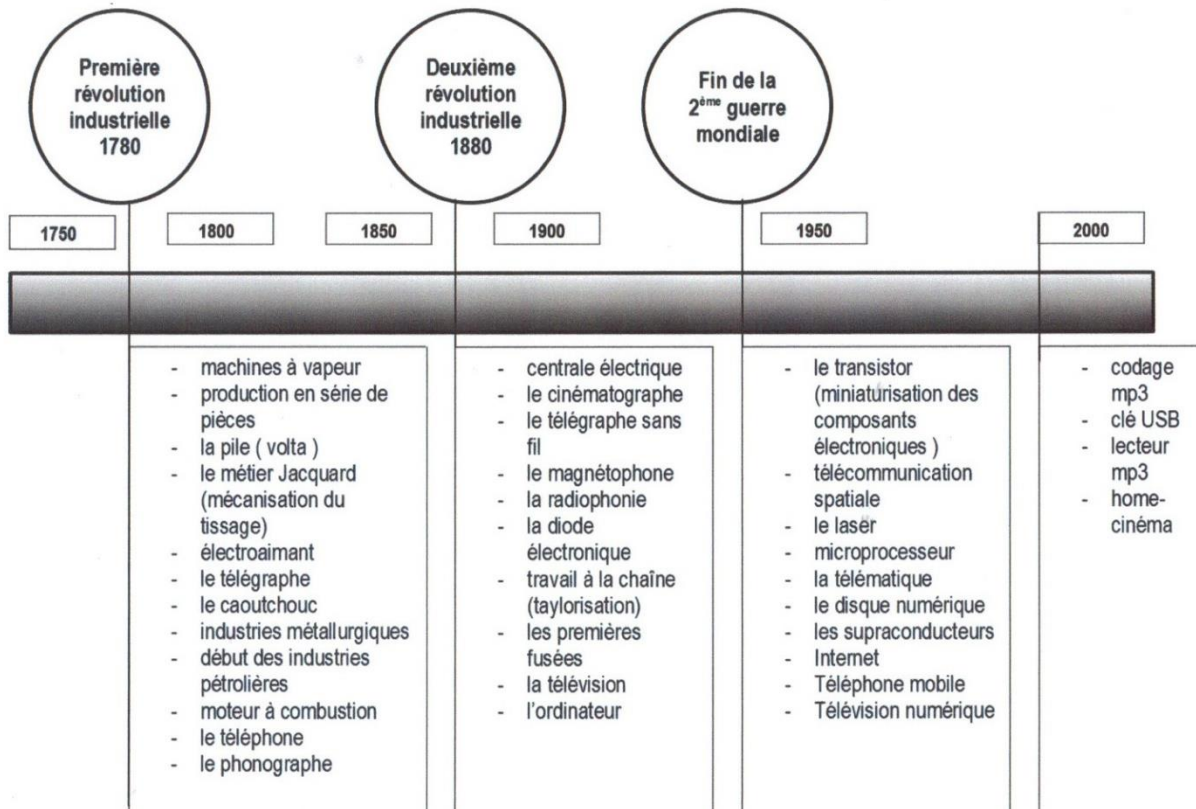 Première
révolution
industrielle
1780
Deuxième
révolution
industrielle
1880
Fin de la
2ème guerre
mondiale
1750
1800
1850
1900
1950
2000
- machines à vapeur
- production en série de
pièces
- la pile ( volta )
- le métier Jacquard
(mécanisation du
tissage)
- électroaimant
- le télégraphe
- le caoutchouc
- industries métallurgiques
- début des industries
pétrolières
- moteur à combustion
- le téléphone
- le phonographe
- centrale électrique
- le cinématographe
- le télégraphe sans
fil
- le magnétophone
- la radiophonie
- la diode
électronique
- travail à la chaîne
(taylorisation)
- les premières
fusées
- la télévision
- l'ordinateur
- le transistor
(miniaturisation des
composants
électroniques )
- télécommunication
spatiale
- le laser
- microprocesseur
- la télématique
- le disque numérique
- les supraconducteurs
- Internet
- Téléphone mobile
- Télévision numérique
- codage
mp3
- clé USB
- lecteur
mp3
- home-
cinéma